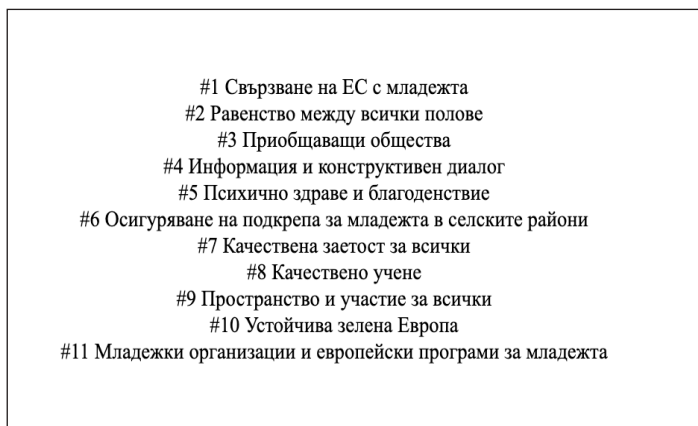 #1 Свързване на ЕС с младежта
#2 Равенство между всички полове
#3 Приобщаващи общества
#4 Информация и конструктивен диалог
#5 Психично здраве и благоденствие
#6 Осигуряване на подкрепа за младежта в селските райони
#7 Качествена заетост за всички
#8 Качествено учене
#9 Пространство и участие за всички
#10 Устойчива зелена Европа
#11 Младежки организации и европейски програми за младежта